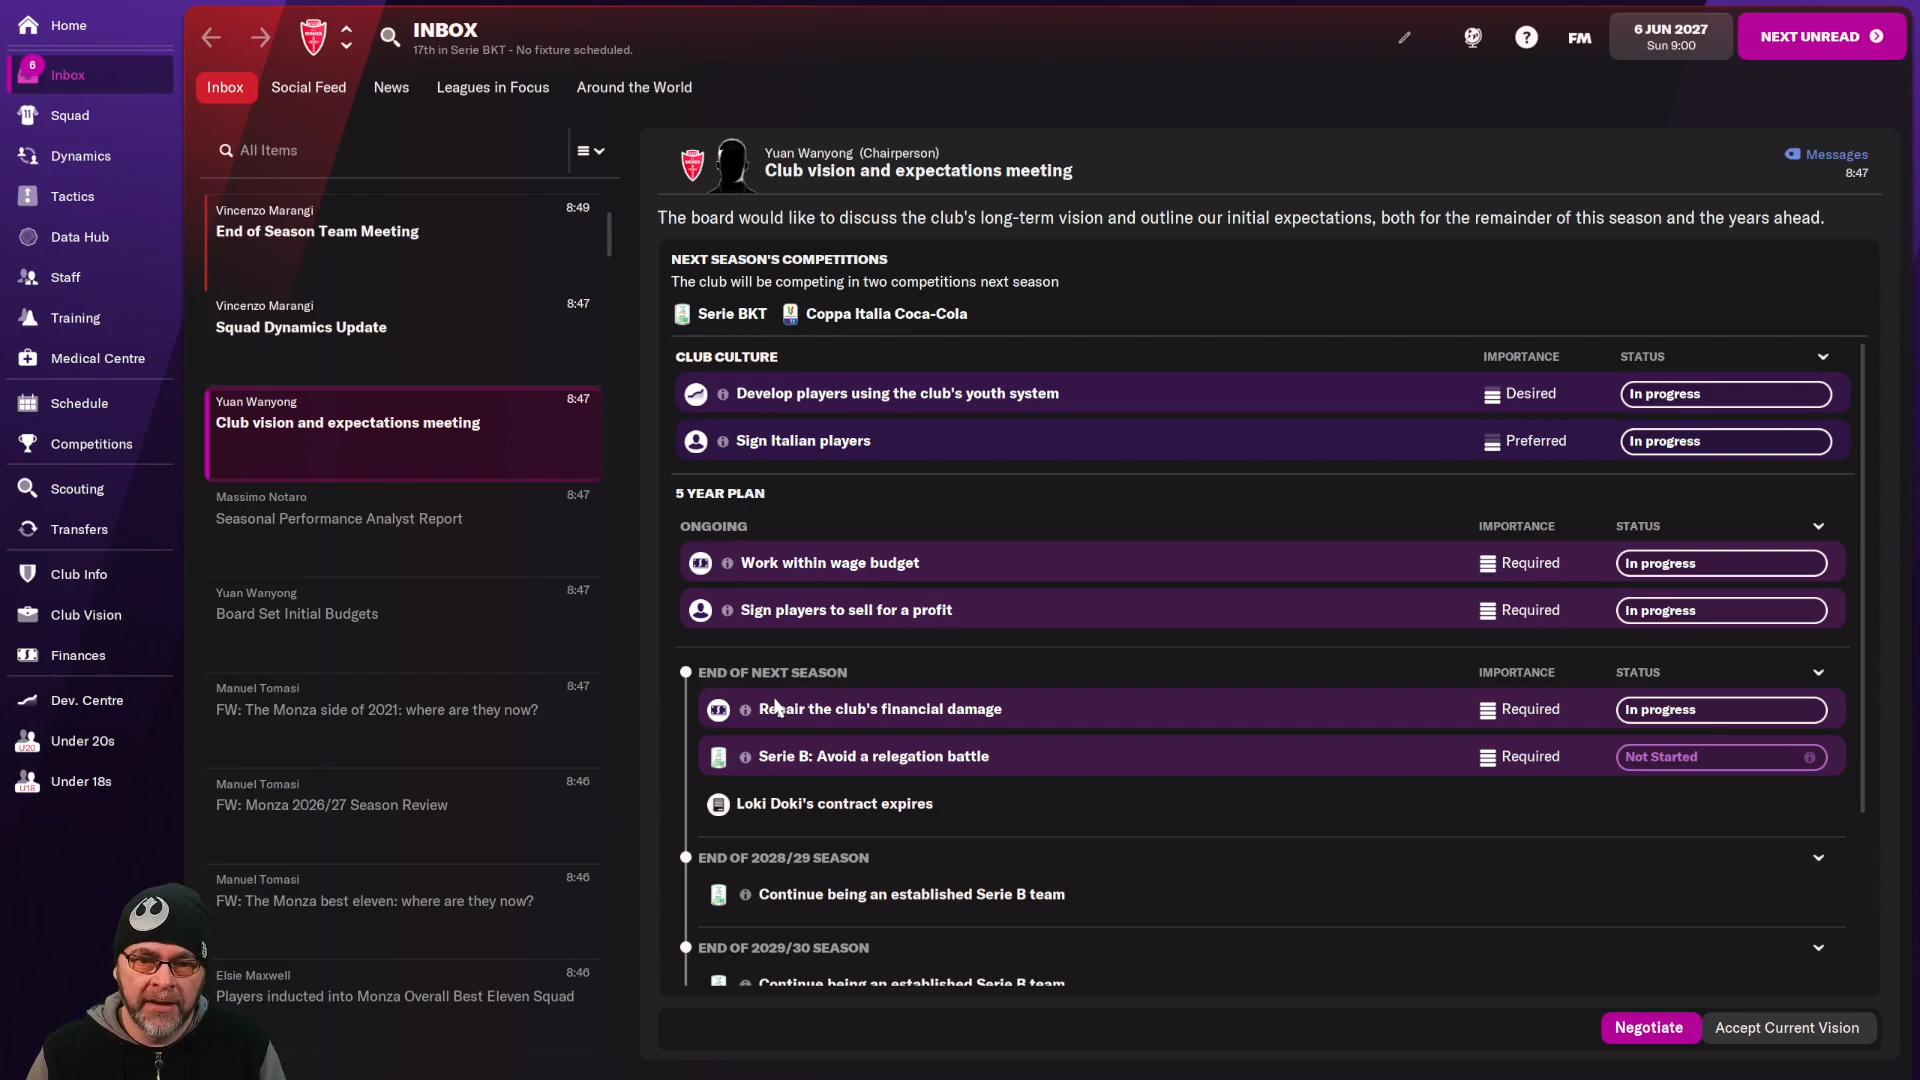 Home
6
Inbox
Squad
Dynamics
Tactics
Data Hub
Staff
Training
Medical Centre
Schedule
Competitions
Scouting
Transfers
Club Info
Club Vision
Finances
Dev. Centre
U20
Under 20s
U18
Under 18s
INBOX
17th in Serie BKT - No fixture scheduled.
FM
6 JUN 2027
Sun 9:00
NEXT UNREAD
Inbox
Social Feed
News
Leagues in Focus
Around the World
All Items
Vincenzo Marangi
8:49
End of Season Team Meeting
Vincenzo Marangi
8:47
Squad Dynamics Update
Yuan Wanyong
8:47
Club vision and expectations meeting
Massimo Notaro
8:47
Seasonal Performance Analyst Report
Yuan Wanyong
8:47
Board Set Initial Budgets
Manuel Tomasi
8:47
FW: The Monza side of 2021: where are they now?
Manuel Tomasi
8:46
FW: Monza 2026/27 Season Review
Manuel Tomasi
8:46
FW: The Monza best eleven: where are they now?
Elsie Maxwell
8:46
Players inducted into Monza Overall Best Eleven Squad
Yuan Wanyong (Chairperson)
Club vision and expectations meeting
Messages
8:47
The board would like to discuss the club's long-term vision and outline our initial expectations, both for the remainder of this season and the years ahead.
NEXT SEASON'S COMPETITIONS
The club will be competing in two competitions next season
Serie BKT
Coppa Italia Coca-Cola
CLUB CULTURE IMPORTANCE STATUS
Develop players using the club's youth system Desired In progress
Sign Italian players Preferred In progress
5 YEAR PLAN
ONGOING IMPORTANCE STATUS
Work within wage budget Required In progress
Sign players to sell for a profit Required In progress
END OF NEXT SEASON IMPORTANCE STATUS
Repair the club's financial damage Required In progress
Serie B: Avoid a relegation battle Required Not Started
Loki Doki's contract expires
END OF 2028/29 SEASON
Continue being an established Serie B team
END OF 2029/30 SEASON
Continue being an established Serie B team
Negotiate
Accept Current Vision